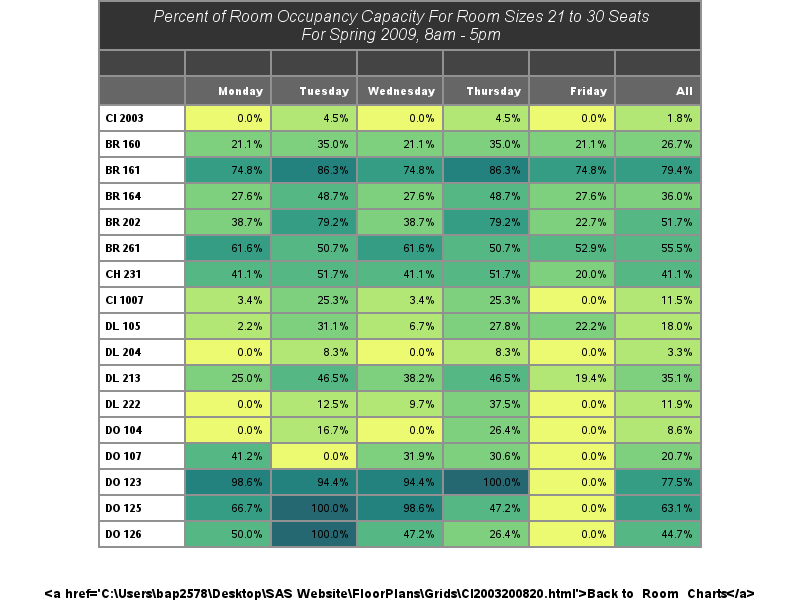 Percent of Room Occupancy Capacity For Room Sizes 21 to 30 Seats
For Spring 2009, 8am - 5pm
Monday Tuesday Wednesday Thursday Friday All
CI 2003 0.0% 4.5% 0.0% 4.5% 0.0% 1.8%
BR 160 21.1% 35.0% 21.1% 35.0% 21.1% 26.7%
BR 161 74.8% 86.3% 74.8% 86.3% 74.8% 79.4%
BR 164 27.6% 48.7% 27.6% 48.7% 27.6% 36.0%
BR 202 38.7% 79.2% 38.7% 79.2% 22.7% 51.7%
BR 261 61.6% 50.7% 61.6% 50.7% 52.9% 55.5%
CH 231 41.1% 51.7% 41.1% 51.7% 20.0% 41.1%
CI 1007 3.4% 25.3% 3.4% 25.3% 0.0% 11.5%
DL 105 2.2% 31.1% 6.7% 27.8% 22.2% 18.0%
DL 204 0.0% 8.3% 0.0% 8.3% 0.0% 3.3%
DL 213 25.0% 46.5% 38.2% 46.5% 19.4% 35.1%
DL 222 0.0% 12.5% 9.7% 37.5% 0.0% 11.9%
DO 104 0.0% 16.7% 0.0% 26.4% 0.0% 8.6%
DO 107 41.2% 0.0% 31.9% 30.6% 0.0% 20.7%
DO 123 98.6% 94.4% 94.4% 100.0% 0.0% 77.5%
DO 125 66.7% 100.0% 98.6% 47.2% 0.0% 63.1%
DO 126 50.0% 100.0% 47.2% 26.4% 0.0% 44.7%
<a href='C:\Users\bap2578\Desktop\SAS Website\FloorPlans\Grids\CI2003200820.html'>Back to Room Charts</a>